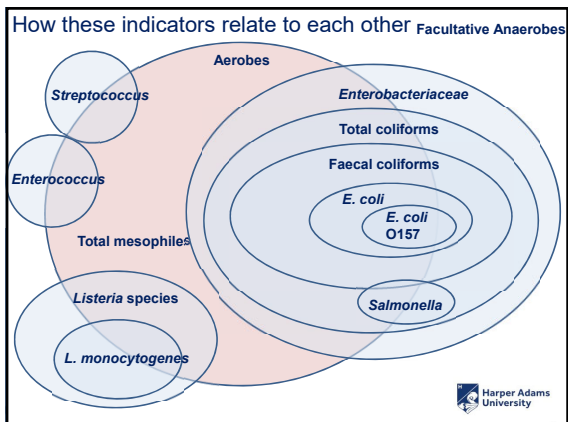 How these indicators relate to each other Facultative Anaerobes
Aerobes
Streptococcus
Enterobacteriaceae
Total coliforms
Faecal coliforms
Enterococcus
E. coli
E. coli
O157
Total mesophiles
Listeria species
Salmonella
L. monocytogenes
Harper Adams
University